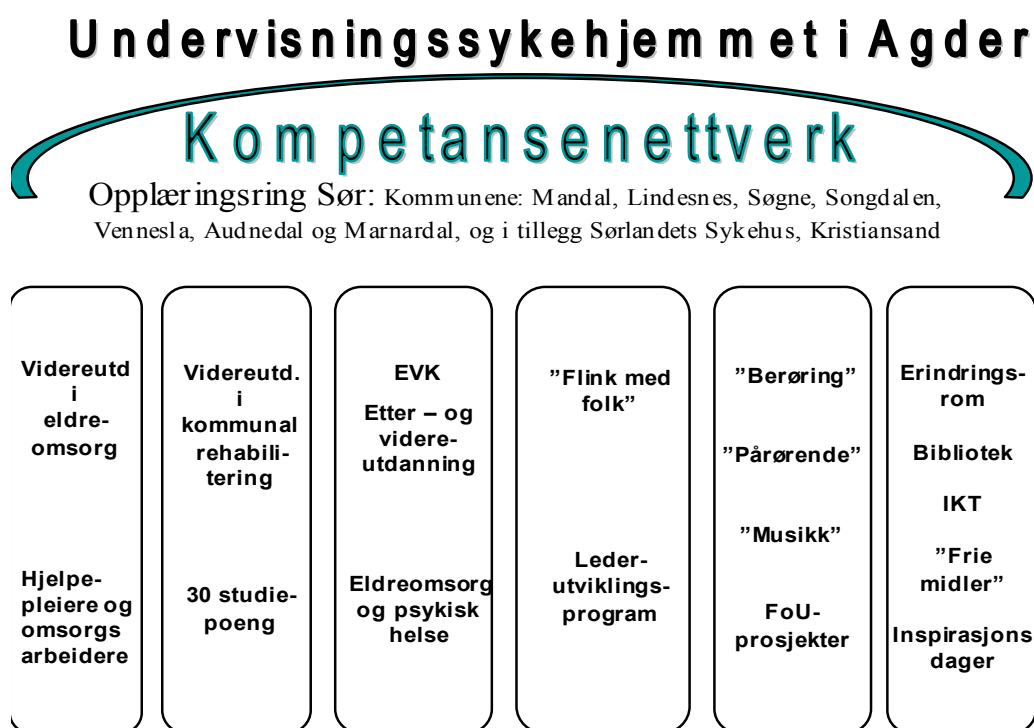 Undervisningssykehjemmet i Agder
Kompetansenettverk
Opplæringsring Sør: Kommunene: Mandal, Lindesnes, Søgne, Songdalen,
Vennesla, Audnedal og Marnardal, og i tillegg Sørlandets Sykehus, Kristiansand
Videreutd
i
eldre-
omsorg
Hjelpe-
pleiere og
omsorgs
arbeidere
Videreutd.
i
kommunal
rehabili-
tering
30 studie-
poeng
EVK
Etter – og
videre-
utdanning
Eldreomsorg
og psykisk
helse
”Flink med
folk”
Leder-
utviklings-
program
”Berøring”
”Pårørende”
”Musikk”
FoU-
prosjekter
Erindrings-
rom
Bibliotek
IKT
”Frie
midler”
Inspirasjons
dager